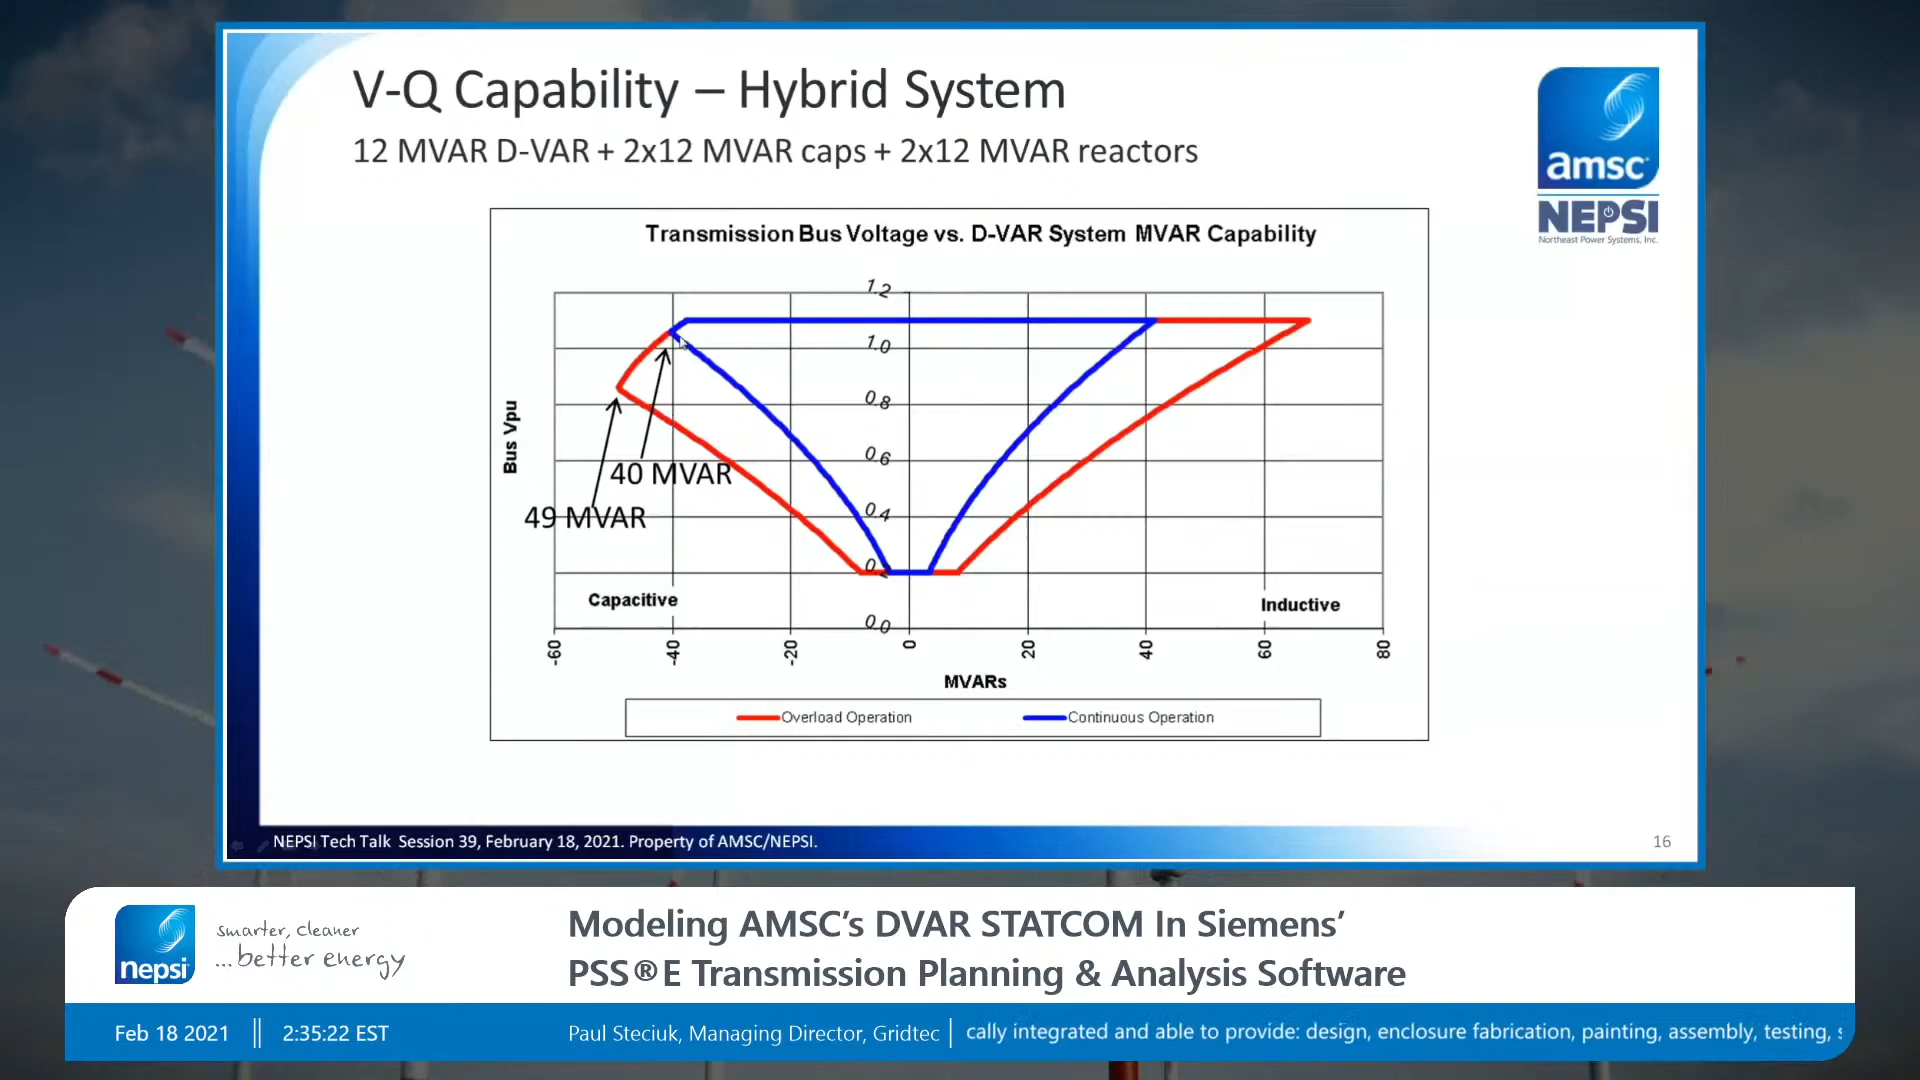 V-Q Capability – Hybrid System
12 MVAR D-VAR + 2x12 MVAR caps + 2x12 MVAR reactors
amsc
NEPSI
Northeast Power Systems, Inc.
Transmission Bus Voltage vs. D-VAR System MVAR Capability
1.2
1.0
0.8
0.6
0.4
0.0
Bus Vpu
40 MVAR
49 MVAR
Capacitive
Inductive
-60
-40
-20
0
20
40
60
80
MVARs
Overload Operation
Continuous Operation
NEPSI Tech Talk Session 39, February 18, 2021. Property of AMSC/NEPSI.
16
nepsi
smarter, cleaner
...better energy
Modeling AMSC's DVAR STATCOM In Siemens'
PSS®E Transmission Planning & Analysis Software
Feb 18 2021
2:35:22 EST
Paul Steciuk, Managing Director, Gridtec
cally integrated and able to provide: design, enclosure fabrication, painting, assembly, testing,